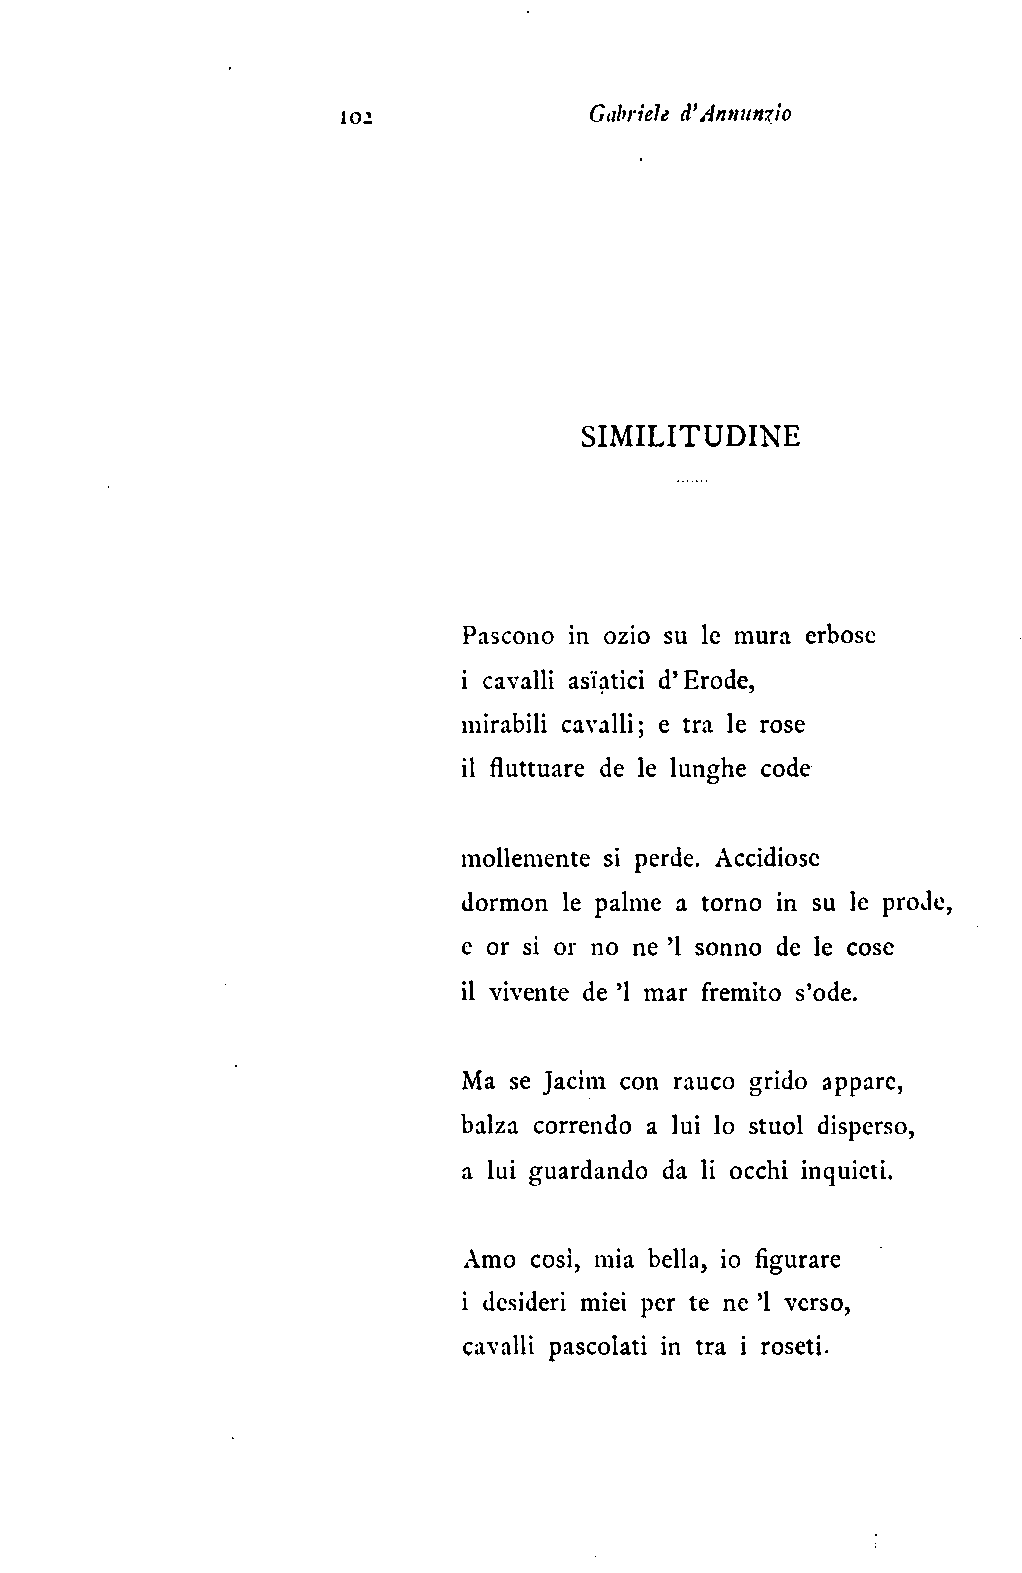 102 Gabriele d'Annunzio
SIMILITUDINE
Pascono in ozio su le mura erbose
i cavalli asïatici d'Erode,
mirabili cavalli; e tra le rose
il fluttuare de le lunghe code
mollemente si perde. Accidiose
dormon le palme a torno in su le prode,
e or si or no ne 'l sonno de le cose
il vivente de 'l mar fremito s'ode.
Ma se Jacim con rauco grido appare,
balza correndo a lui lo stuol disperso,
a lui guardando da li occhi inquieti.
Amo così, mia bella, io figurare
i desideri miei per te ne 'l verso,
cavalli pascolati in tra i roseti.